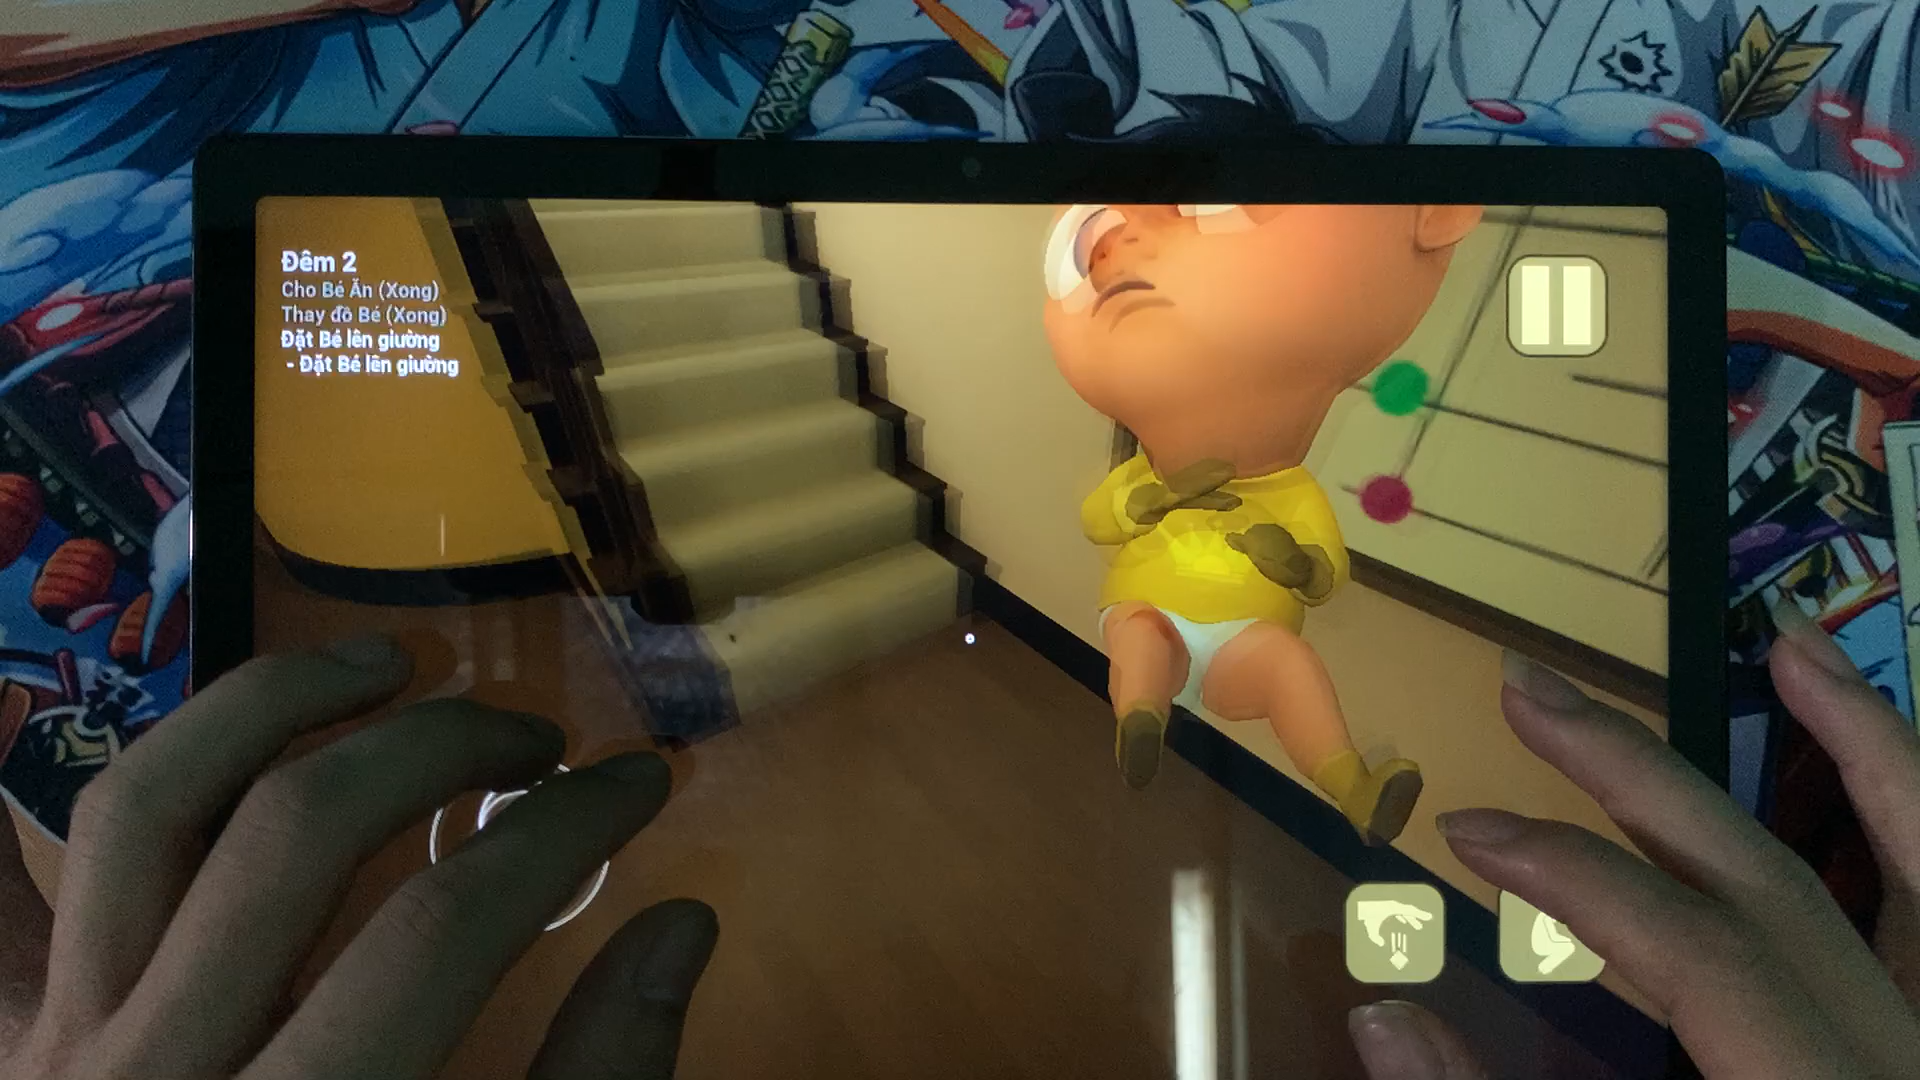 Đêm 2
Cho Bé Ăn (Xong)
Thay đồ Bé (Xong)
Đặt Bé lên giường
- Đặt Bé lên giường